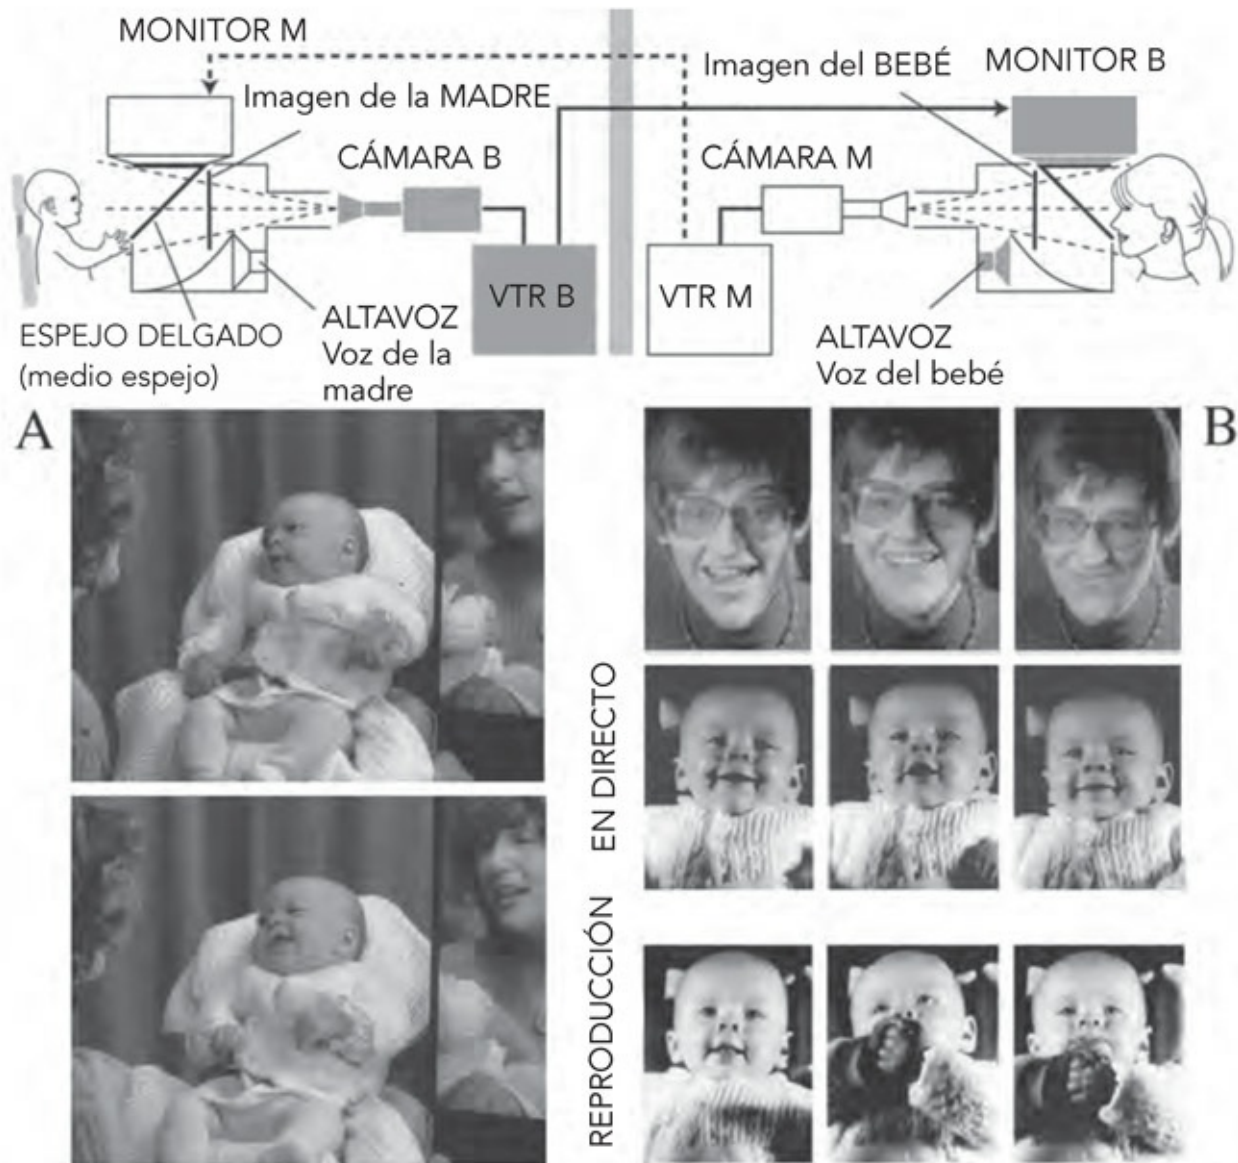 MONITOR M
Imagen del BEBÉ
MONITOR B
Imagen de la MADRE
CÁMARA B
CÁMARA M
VTR B
VTR M
ESPEJO DELGADO
(medio espejo)
ALTAVOZ
Voz de la
madre
ALTAVOZ
Voz del bebé
A
B
EN DIRECTO
REPRODUCCIÓN